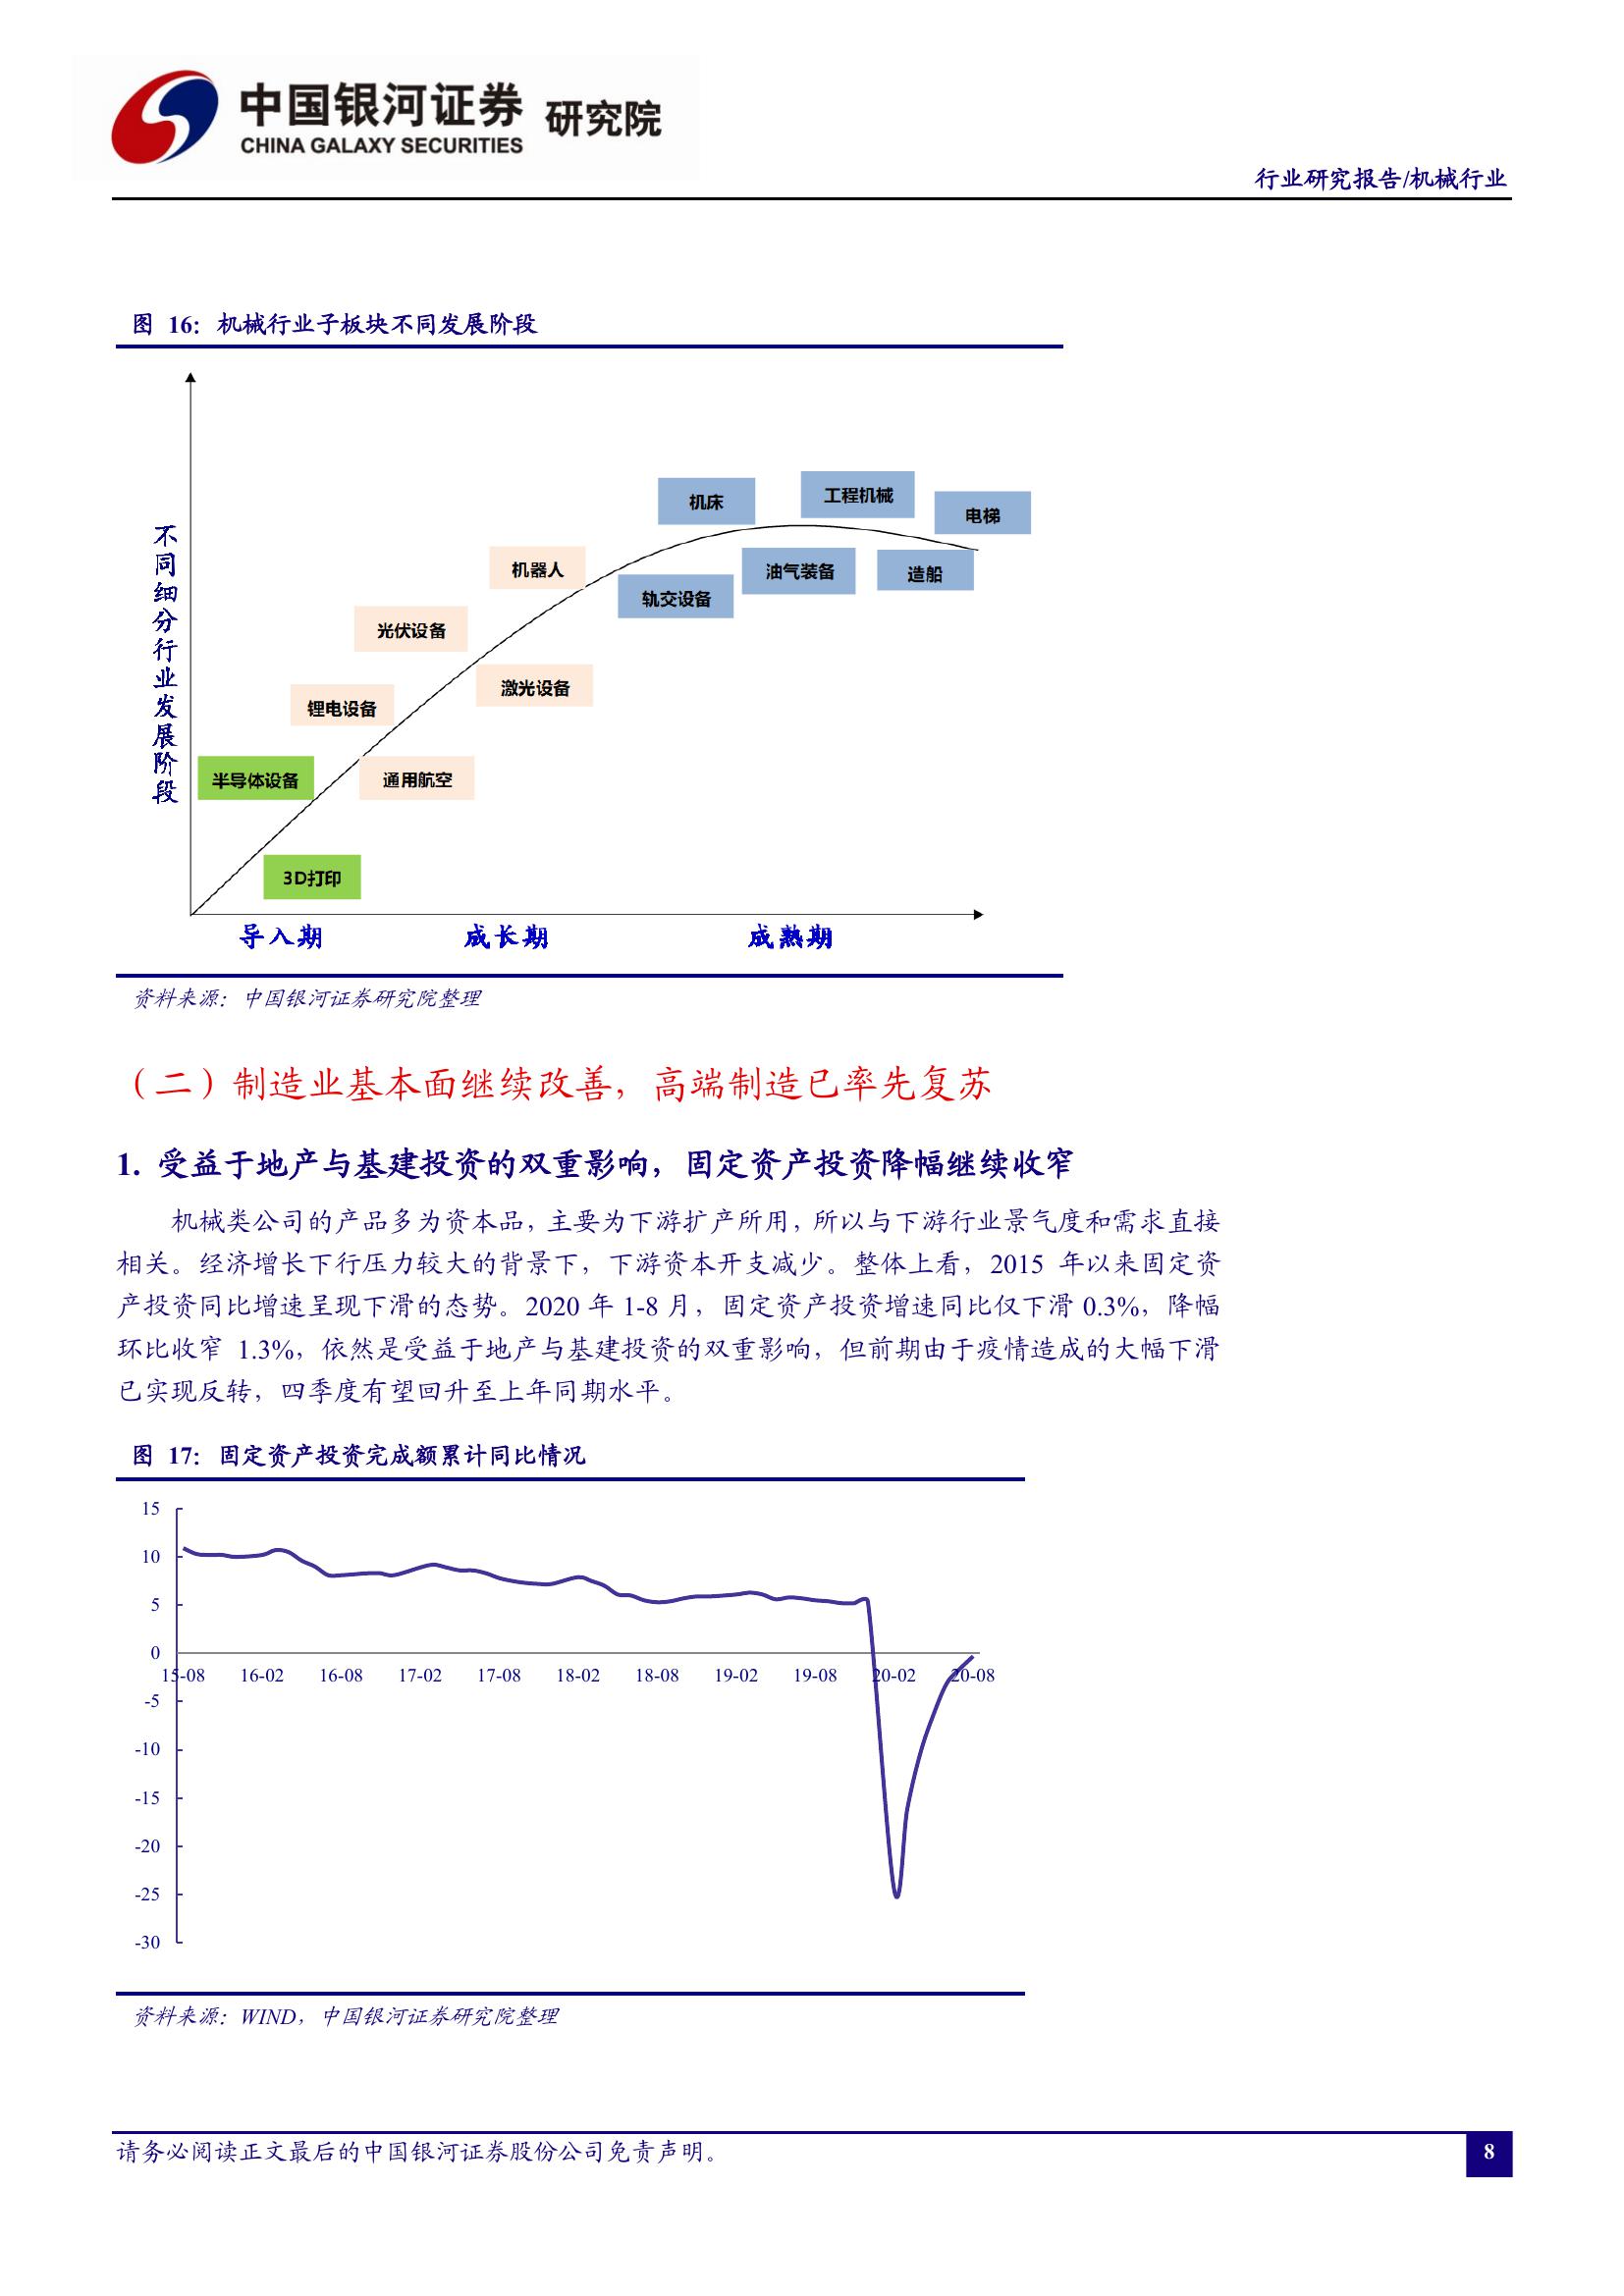 中国银河证券 研究院
CHINA GALAXY SECURITIES
行业研究报告/机械行业
图 16：机械行业子板块不同发展阶段
不同细分行业发展阶段
机床
工程机械
电梯
机器人
油气装备
造船
轨交设备
光伏设备
激光设备
锂电设备
半导体设备
通用航空
3D打印
导入期
成长期
成熟期
资料来源：中国银河证券研究院整理
（二）制造业基本面继续改善，高端制造已率先复苏
1. 受益于地产与基建投资的双重影响，固定资产投资降幅继续收窄
机械类公司的产品多为资本品，主要为下游扩产所用，所以与下游行业景气度和需求直接
相关。经济增长下行压力较大的背景下，下游资本开支减少。整体上看，2015 年以来固定资
产投资同比增速呈现下滑的态势。2020 年 1-8 月，固定资产投资增速同比仅下滑 0.3%，降幅
环比收窄 1.3%，依然是受益于地产与基建投资的双重影响，但前期由于疫情造成的大幅下滑
已实现反转，四季度有望回升至上年同期水平。
图 17：固定资产投资完成额累计同比情况
15
10
5
0
15-08 16-02 16-08 17-02 17-08 18-02 18-08 19-02 19-08 20-02 20-08
-5
-10
-15
-20
-25
-30
资料来源：WIND，中国银河证券研究院整理
请务必阅读正文最后的中国银河证券股份公司免责声明。
8